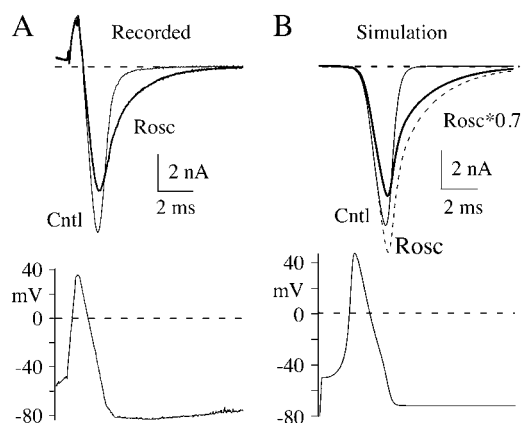 A
Recorded
Rosc
2 nA
2 ms
Cntl
40
mV
0
-40
-80
B
Simulation
Rosc*0.7
2 nA
2 ms
Cntl
Rosc
40
mV
0
-40
-80